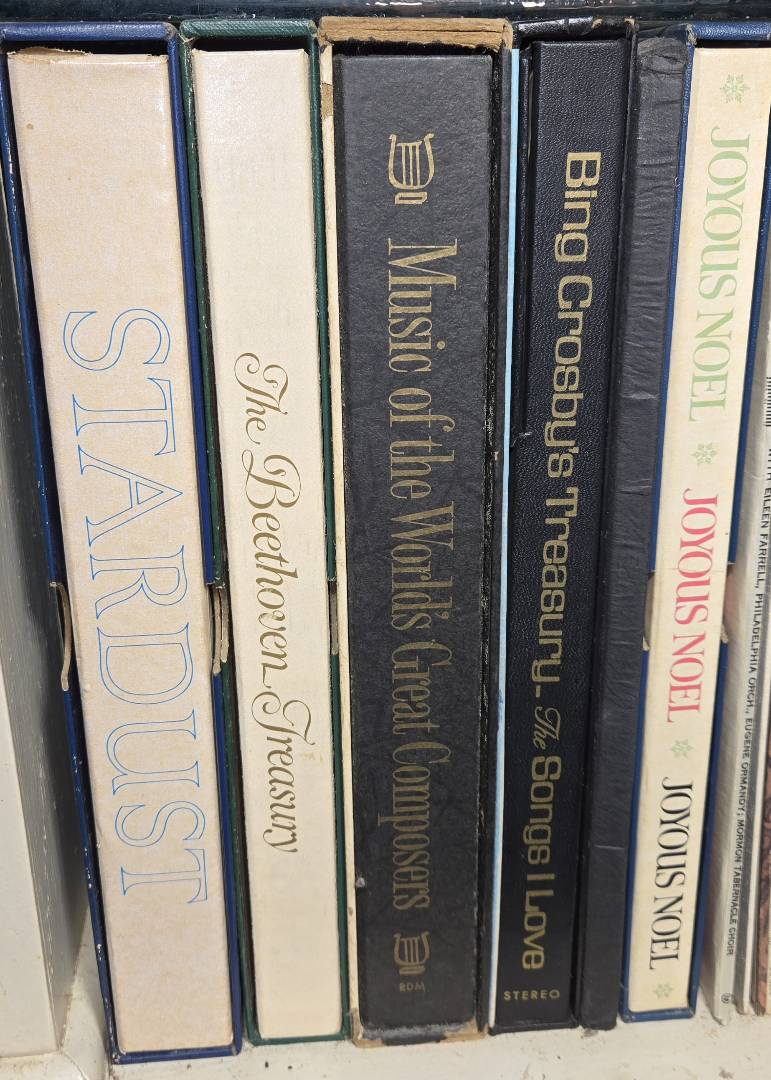 STARDUST
The Beethoven Treasury
Music of the World's Great Composers
RDM
Bing Crosby's Treasury-The Songs I Love
STEREO
JOYOUS NOEL
JOYOUS NOEL
JOYOUS NOEL
EILEEN FARRELL, PHILADELPHIA ORCH., EUGENE ORMANDY; MORMON TABERNACLE CHOIR